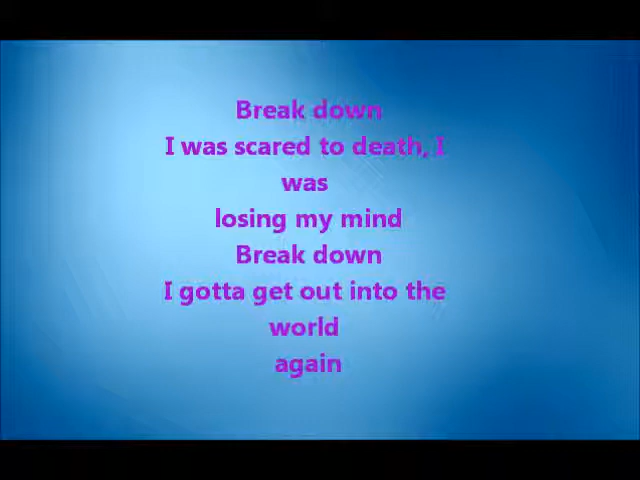 Break down
I was scared to death, I
was
losing my mind
Break down
I gotta get out into the
world
again